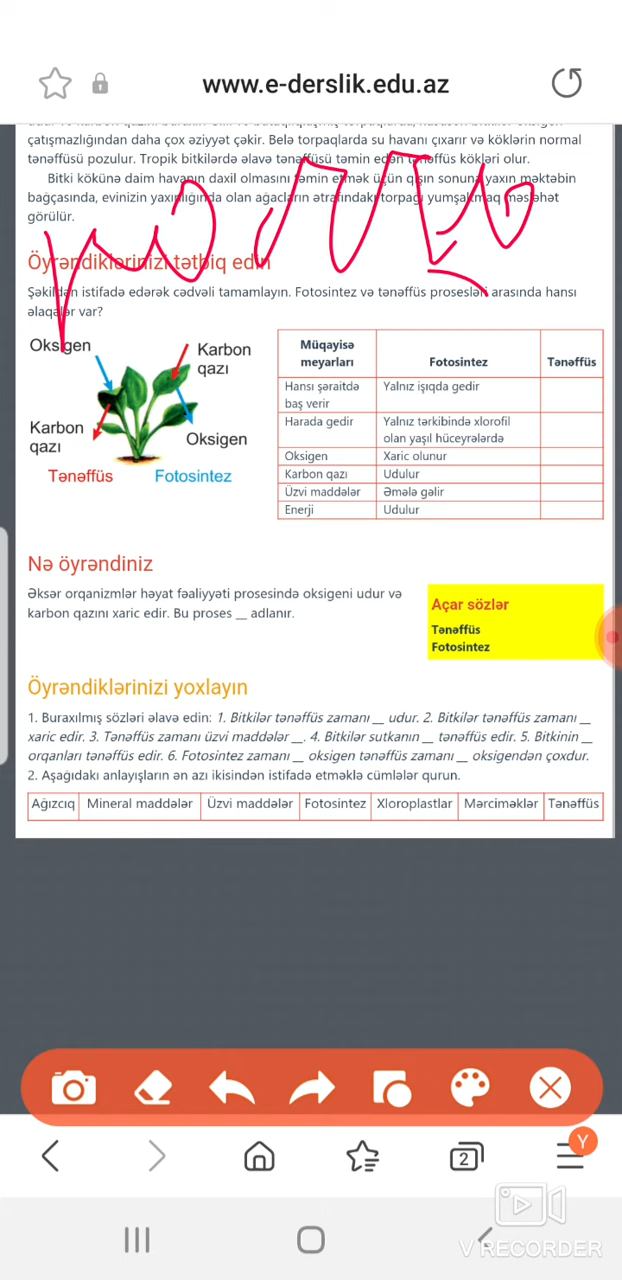 www.e-derslik.edu.az
çatışmazlığından daha çox əziyyət çəkir. Belə torpaqlarda su havanı çıxarır və köklərin normal
tənəffüsü pozulur. Tropik bitkilərdə əlavə tənəffüsü təmin edən tənəffüs kökləri olur.
Bitki kökünə daim havanın daxil olmasını təmin etmək üçün qışın sonuna yaxın məktəbin
bağçasında, evinizin yaxınlığında olan ağacların ətrafındakı torpağı yumşaltmaq məsləhət
görülür.
Öyrəndiklərinizi tətbiq edin
Şəkildən istifadə edərək cədvəli tamamlayın. Fotosintez və tənəffüs prosesləri arasında hansı
əlaqələr var?
Oksigen
Karbon
qazı
Karbon
qazı
Oksigen
Tənəffüs Fotosintez
Müqayisə
meyarları
Fotosintez
Tənəffüs
Hansı şəraitdə
baş verir
Yalnız işıqda gedir
Harada gedir
Yalnız tərkibində xlorofil
olan yaşıl hüceyrələrdə
Oksigen Xaric olunur
Karbon qazı Udulur
Üzvi maddələr Əmələ gəlir
Enerji Udulur
Nə öyrəndiniz
Əksər orqanizmlər həyat fəaliyyəti prosesində oksigeni udur və
karbon qazını xaric edir. Bu proses __ adlanır.
Açar sözlər
Tənəffüs
Fotosintez
Öyrəndiklərinizi yoxlayın
1. Buraxılmış sözləri əlavə edin: 1. Bitkilər tənəffüs zamanı __ udur. 2. Bitkilər tənəffüs zamanı __
xaric edir. 3. Tənəffüs zamanı üzvi maddələr __. 4. Bitkilər sutkanın __ tənəffüs edir. 5. Bitkinin __
orqanları tənəffüs edir. 6. Fotosintez zamanı __ oksigen tənəffüs zamanı __ oksigendən çoxdur.
2. Aşağıdakı anlayışların ən azı ikisindən istifadə etməklə cümlələr qurun.
Ağızcıq Mineral maddələr Üzvi maddələr Fotosintez Xloroplastlar Mərciməklər Tənəffüs
2
Y
V RECORDER